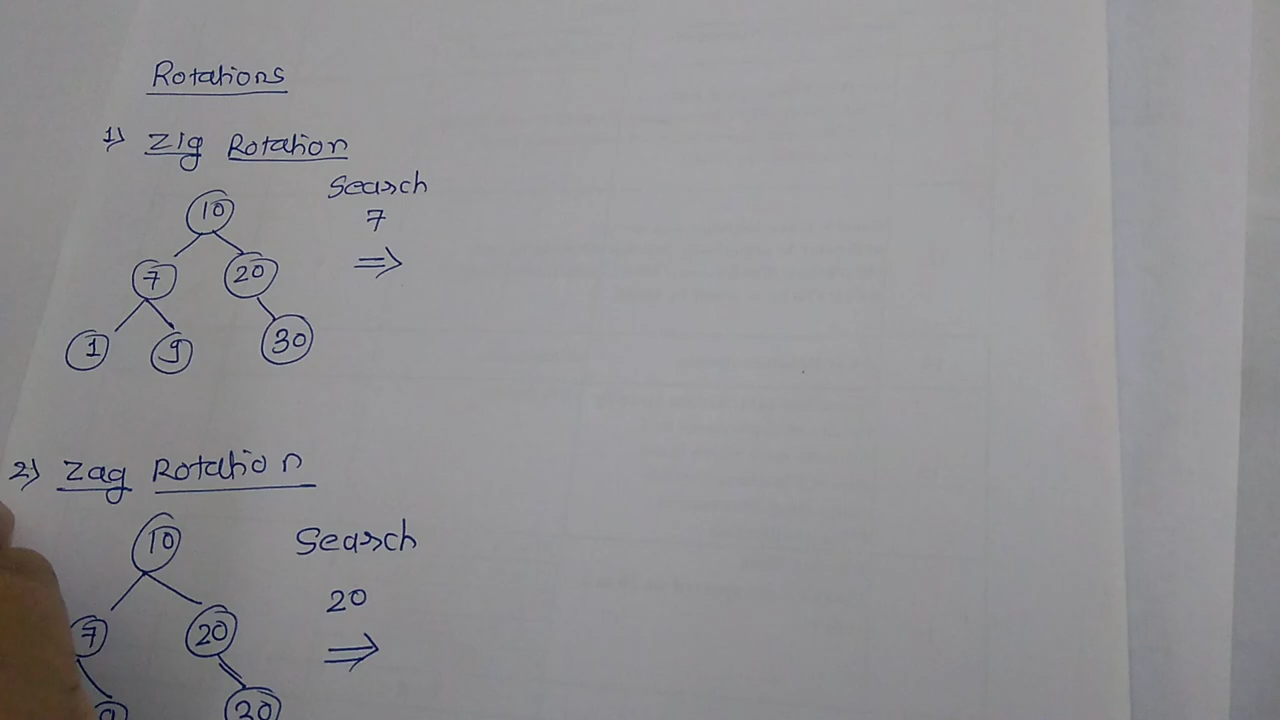 Rotations
1) Zig Rotation
Search
10
7
7 20
⇒
1 9 30
2) Zag Rotation
10
Search
20
7 20
⇒
9 30